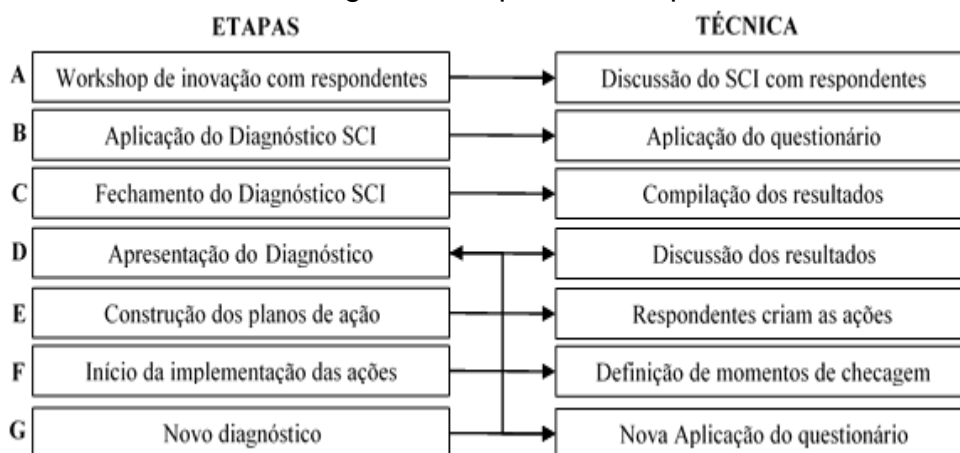 ETAPAS TÉCNICA
A Workshop de inovação com respondentes Discussão do SCI com respondentes
B Aplicação do Diagnóstico SCI Aplicação do questionário
C Fechamento do Diagnóstico SCI Compilação dos resultados
D Apresentação do Diagnóstico Discussão dos resultados
E Construção dos planos de ação Respondentes criam as ações
F Início da implementação das ações Definição de momentos de checagem
G Novo diagnóstico Nova Aplicação do questionário